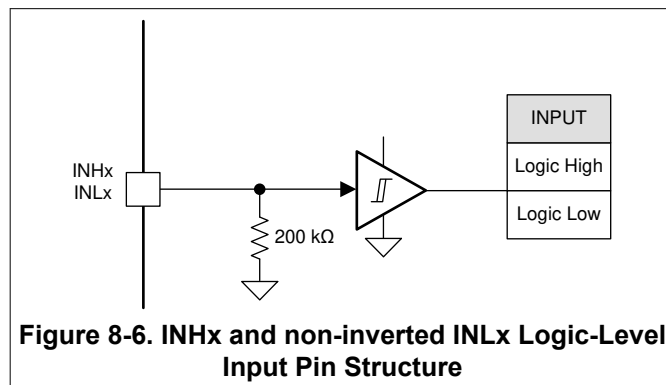 INPUT
INHx
INLx
Logic High
Logic Low
200 kΩ
Figure 8-6. INHx and non-inverted INLx Logic-Level
Input Pin Structure